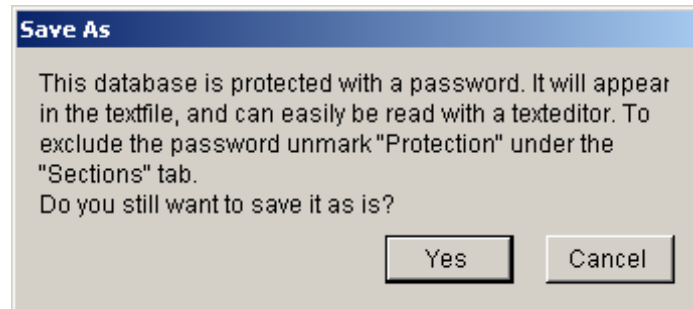 Save As
This database is protected with a password. It will appear
in the textfile, and can easily be read with a texteditor. To
exclude the password unmark "Protection" under the
"Sections" tab.
Do you still want to save it as is?
Yes Cancel